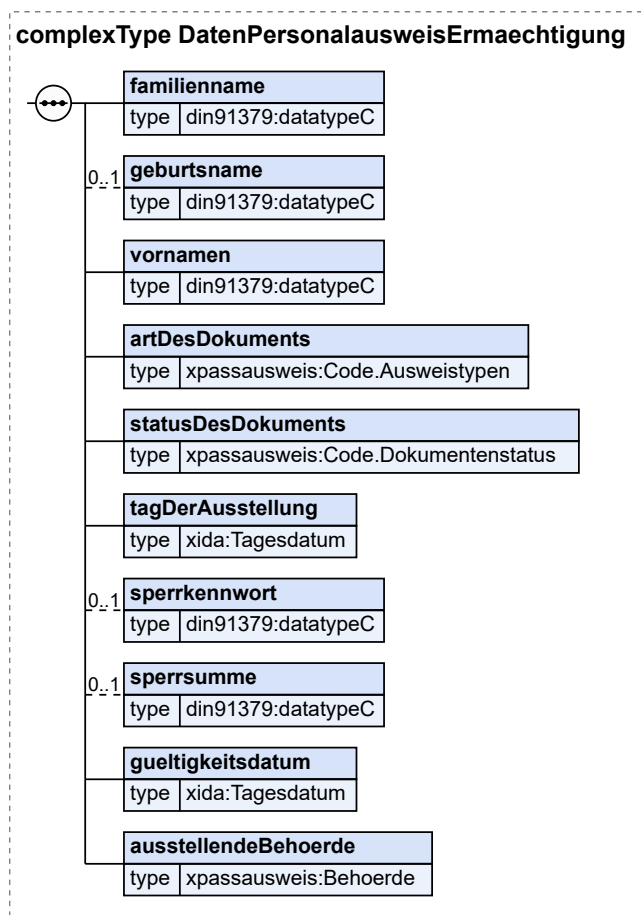 complexType DatenPersonalausweisErmaechtigung
familienname
type din91379:datatypeC
0..1 geburtsname
type din91379:datatypeC
vornamen
type din91379:datatypeC
artDesDokuments
type xpassausweis:Code.Ausweistypen
statusDesDokuments
type xpassausweis:Code.Dokumentenstatus
tagDerAusstellung
type xida:Tagesdatum
0..1 sperrkennwort
type din91379:datatypeC
0..1 sperrsumme
type din91379:datatypeC
gueltigkeitsdatum
type xida:Tagesdatum
ausstellendeBehoerde
type xpassausweis:Behoerde